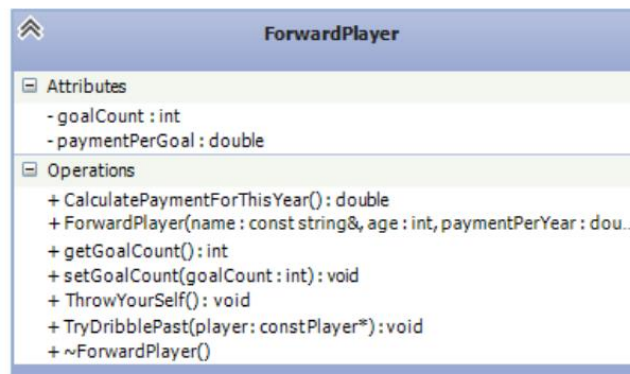 ForwardPlayer
Attributes
- goalCount : int
- paymentPerGoal : double
Operations
+ CalculatePaymentForThisYear() : double
+ ForwardPlayer(name : const string&, age : int, paymentPerYear : dou...
+ getGoalCount() : int
+ setGoalCount(goalCount : int) : void
+ ThrowYourSelf() : void
+ TryDribblePast(player : constPlayer*) : void
+ ~ForwardPlayer()